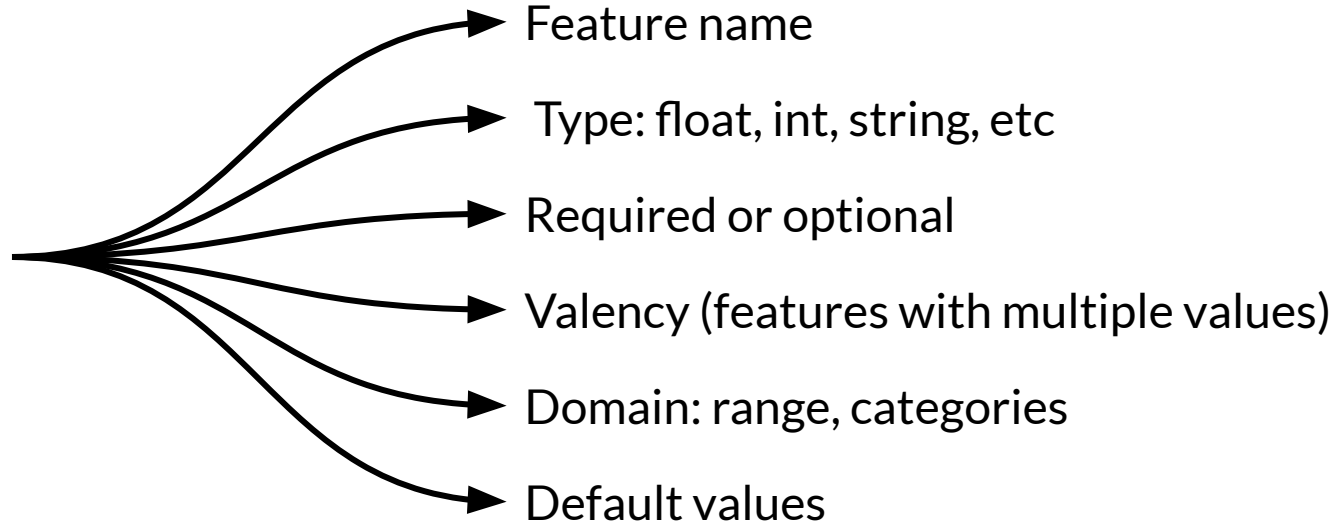 Feature name
Type: float, int, string, etc
Required or optional
Valency (features with multiple values)
Domain: range, categories
Default values